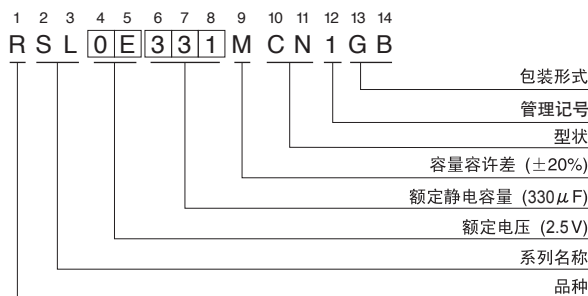 1 2 3 4 5 6 7 8 9 10 11 12 13 14
R S L 0 E 3 3 1 M C N 1 G B
包装形式
管理记号
型状
容量容许差 (±20%)
额定静电容量 (330μF)
额定电压 (2.5V)
系列名称
品种